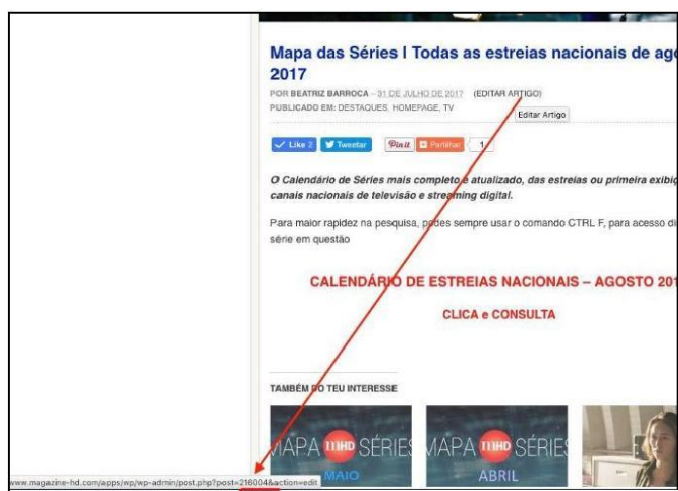 Mapa das Séries | Todas as estreias nacionais de ago
2017
POR BEATRIZ BARROCA – 31 DE JULHO DE 2017 (EDITAR ARTIGO)
PUBLICADO EM: DESTAQUES, HOMEPAGE, TV
Editar Artigo
Like 2 Tweetar Pin it Partilhar 1
O Calendário de Séries mais completo e atualizado, das estreias ou primeira exibiç
canais nacionais de televisão e streaming digital.
Para maior rapidez na pesquisa, podes sempre usar o comando CTRL F, para acesso di
série em questão
CALENDÁRIO DE ESTREIAS NACIONAIS – AGOSTO 201
CLICA e CONSULTA
TAMBÉM DO TEU INTERESSE
MAPA mHD SÉRIES MAPA mHD SÉRIES
MAIO ABRIL
www.magazine-hd.com/apps/wp/wp-admin/post.php?post=216004&action=edit